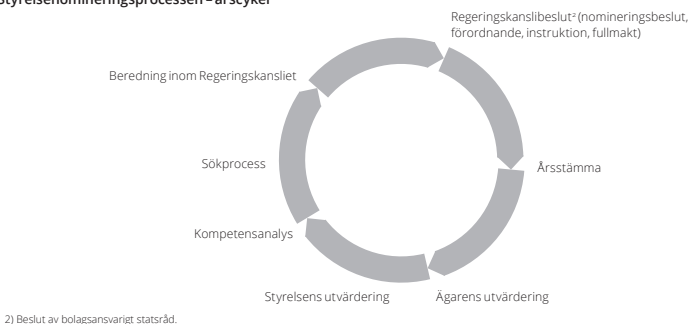 Styrelsenomineringsprocessen – årscykel
Regeringskanslibeslut² (nomineringsbeslut,
förordnande, instruktion, fullmakt)
Beredning inom Regeringskansliet
Sökprocess
Årsstämma
Kompetensanalys
Styrelsens utvärdering
Ägarens utvärdering
2) Beslut av bolagsansvarigt statsråd.